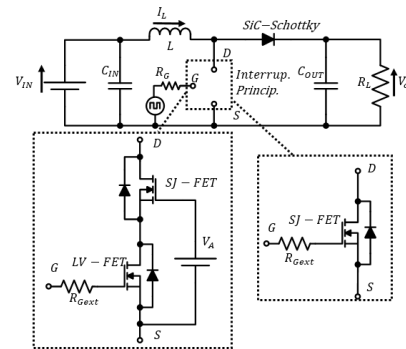 I_L
SiC-Schottky
L
D
V_IN
C_IN
R_G
G
Interrup.
Princip.
C_OUT
R_L
S
D
SJ-FET
V_A
LV-FET
G
R_Gext
S
D
SJ-FET
G
R_Gext
S